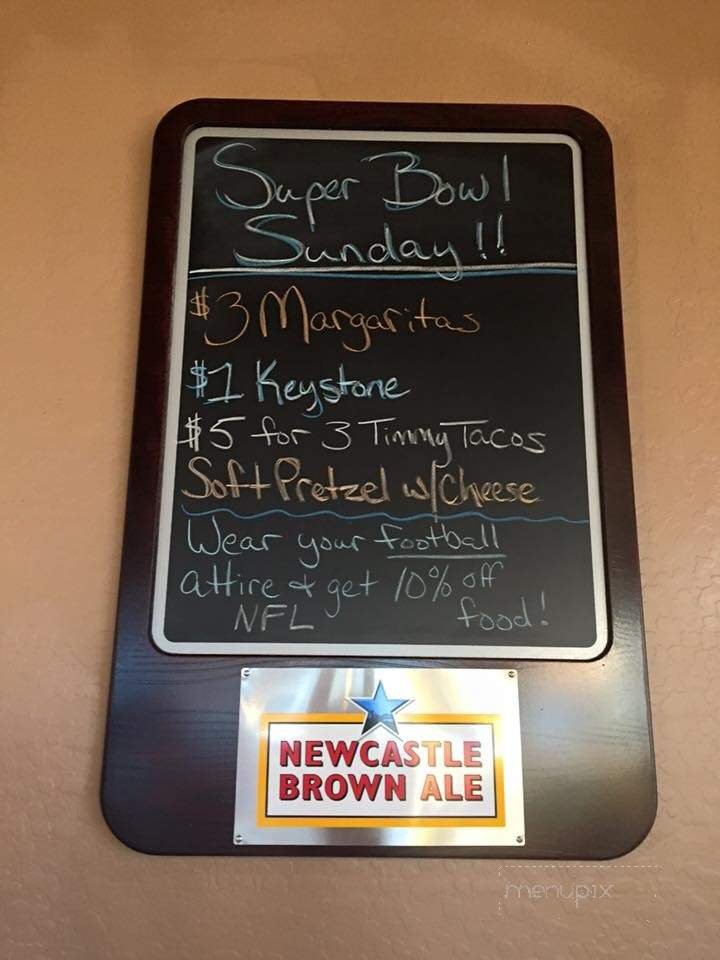 Super Bowl
Sunday!!
$3 Margaritas
$1 Keystone
$5 for 3 Timmy Tacos
Soft Pretzel w/Cheese
Wear your football
attire & get 10% off
NFL food!
NEWCASTLE
BROWN ALE
menupix